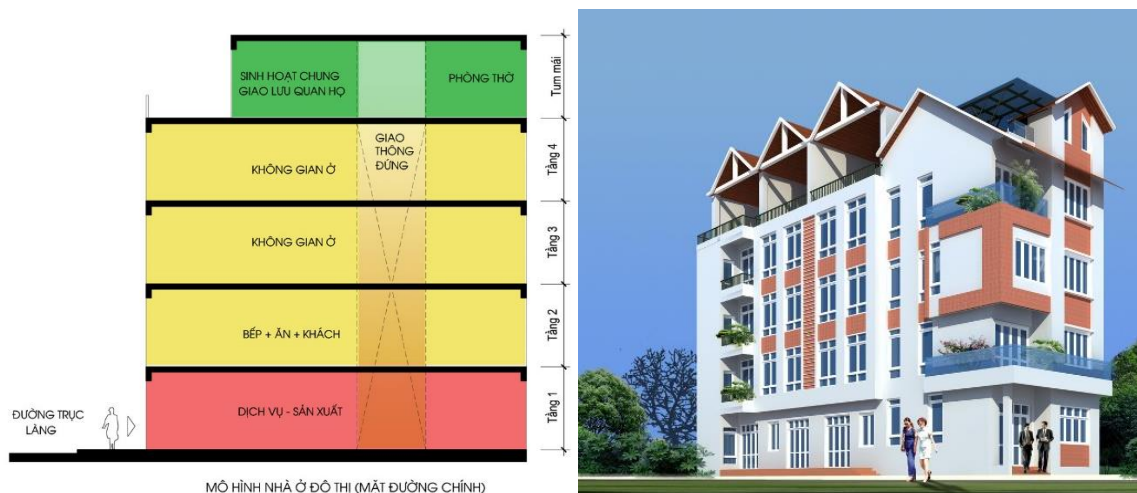 SINH HOẠT CHUNG
GIAO LƯU QUAN HỌ
PHÒNG THỜ
Tum mái
GIAO
THÔNG
ĐỨNG
KHÔNG GIAN Ở
Tầng 4
KHÔNG GIAN Ở
Tầng 3
BẾP + ĂN + KHÁCH
Tầng 2
DỊCH VỤ - SẢN XUẤT
Tầng 1
ĐƯỜNG TRỤC
LÀNG
MÔ HÌNH NHÀ Ở ĐÔ THỊ (MẶT ĐƯỜNG CHÍNH)